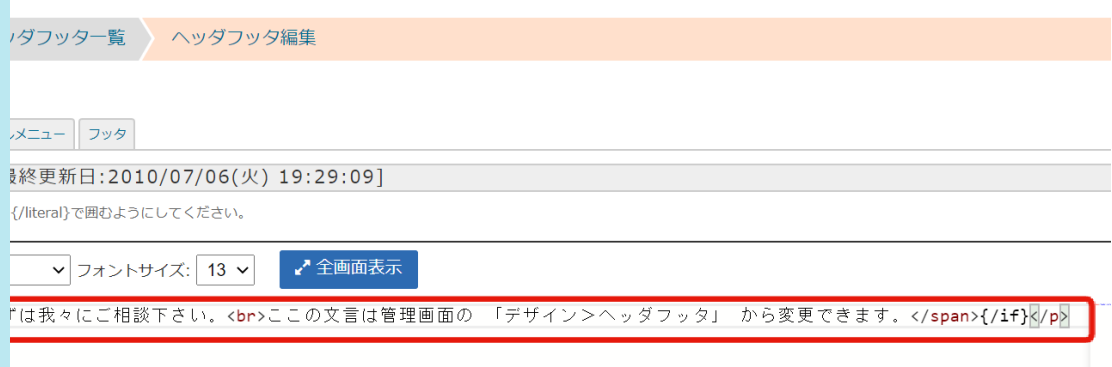 ッダフッター覧 ヘッダフッタ編集
ルメニュー フッタ
最終更新日:2010/07/06(火) 19:29:09]
{/literal}で囲むようにしてください。
フォントサイズ: 13 全画面表示
ずは我々にご相談下さい。<br>ここの文言は管理画面の 「デザイン>ヘッダフッタ」 から変更できます。</span>{/if}</p>